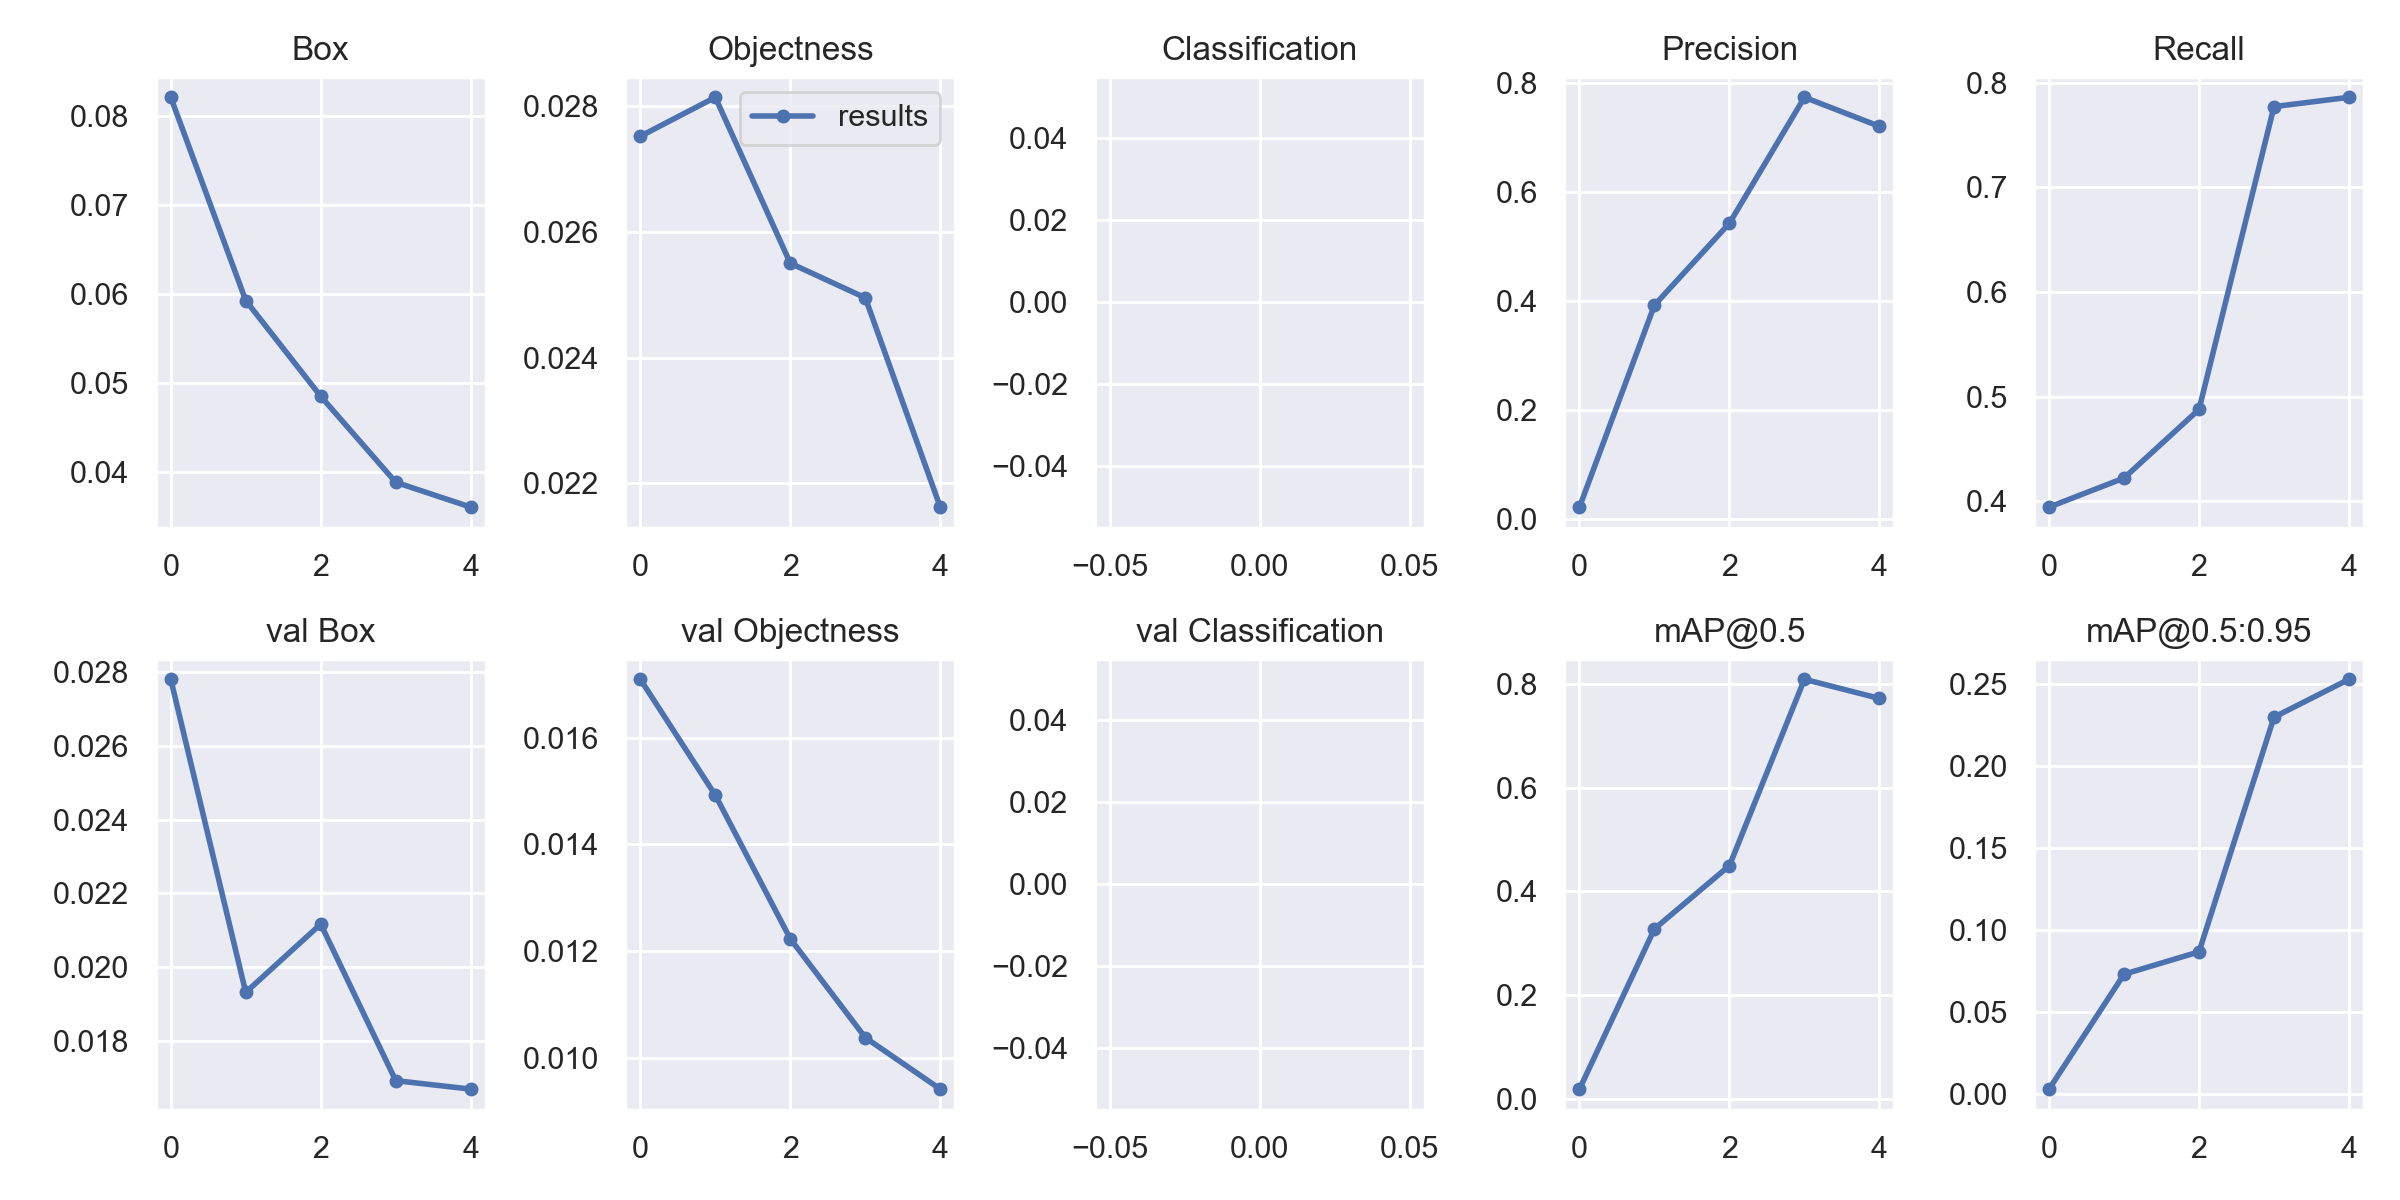 Box
Objectness
Classification
Precision
Recall
0.08
0.07
0.06
0.05
0.04
0 2 4
results
0.028
0.026
0.024
0.022
0 2 4
0.04
0.02
0.00
−0.02
−0.04
−0.05 0.00 0.05
0.8
0.6
0.4
0.2
0.0
0 2 4
0.8
0.7
0.6
0.5
0.4
0 2 4
val Box
val Objectness
val Classification
mAP@0.5
mAP@0.5:0.95
0.028
0.026
0.024
0.022
0.020
0.018
0 2 4
0.016
0.014
0.012
0.010
0 2 4
0.04
0.02
0.00
−0.02
−0.04
−0.05 0.00 0.05
0.8
0.6
0.4
0.2
0.0
0 2 4
0.25
0.20
0.15
0.10
0.05
0.00
0 2 4